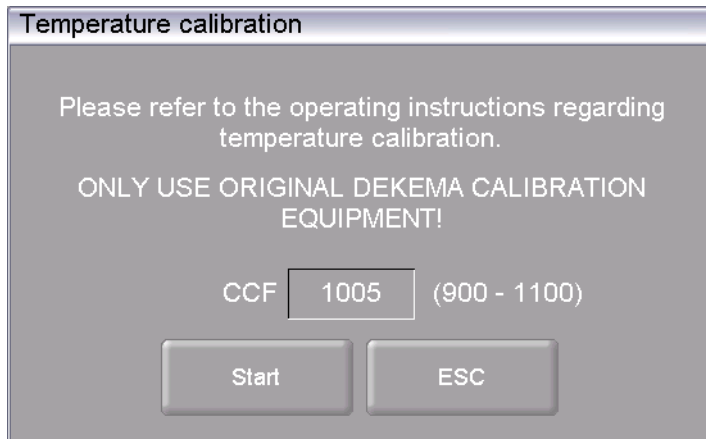 Temperature calibration
Please refer to the operating instructions regarding
temperature calibration.
ONLY USE ORIGINAL DEKEMA CALIBRATION
EQUIPMENT!
CCF 1005 (900 - 1100)
Start ESC